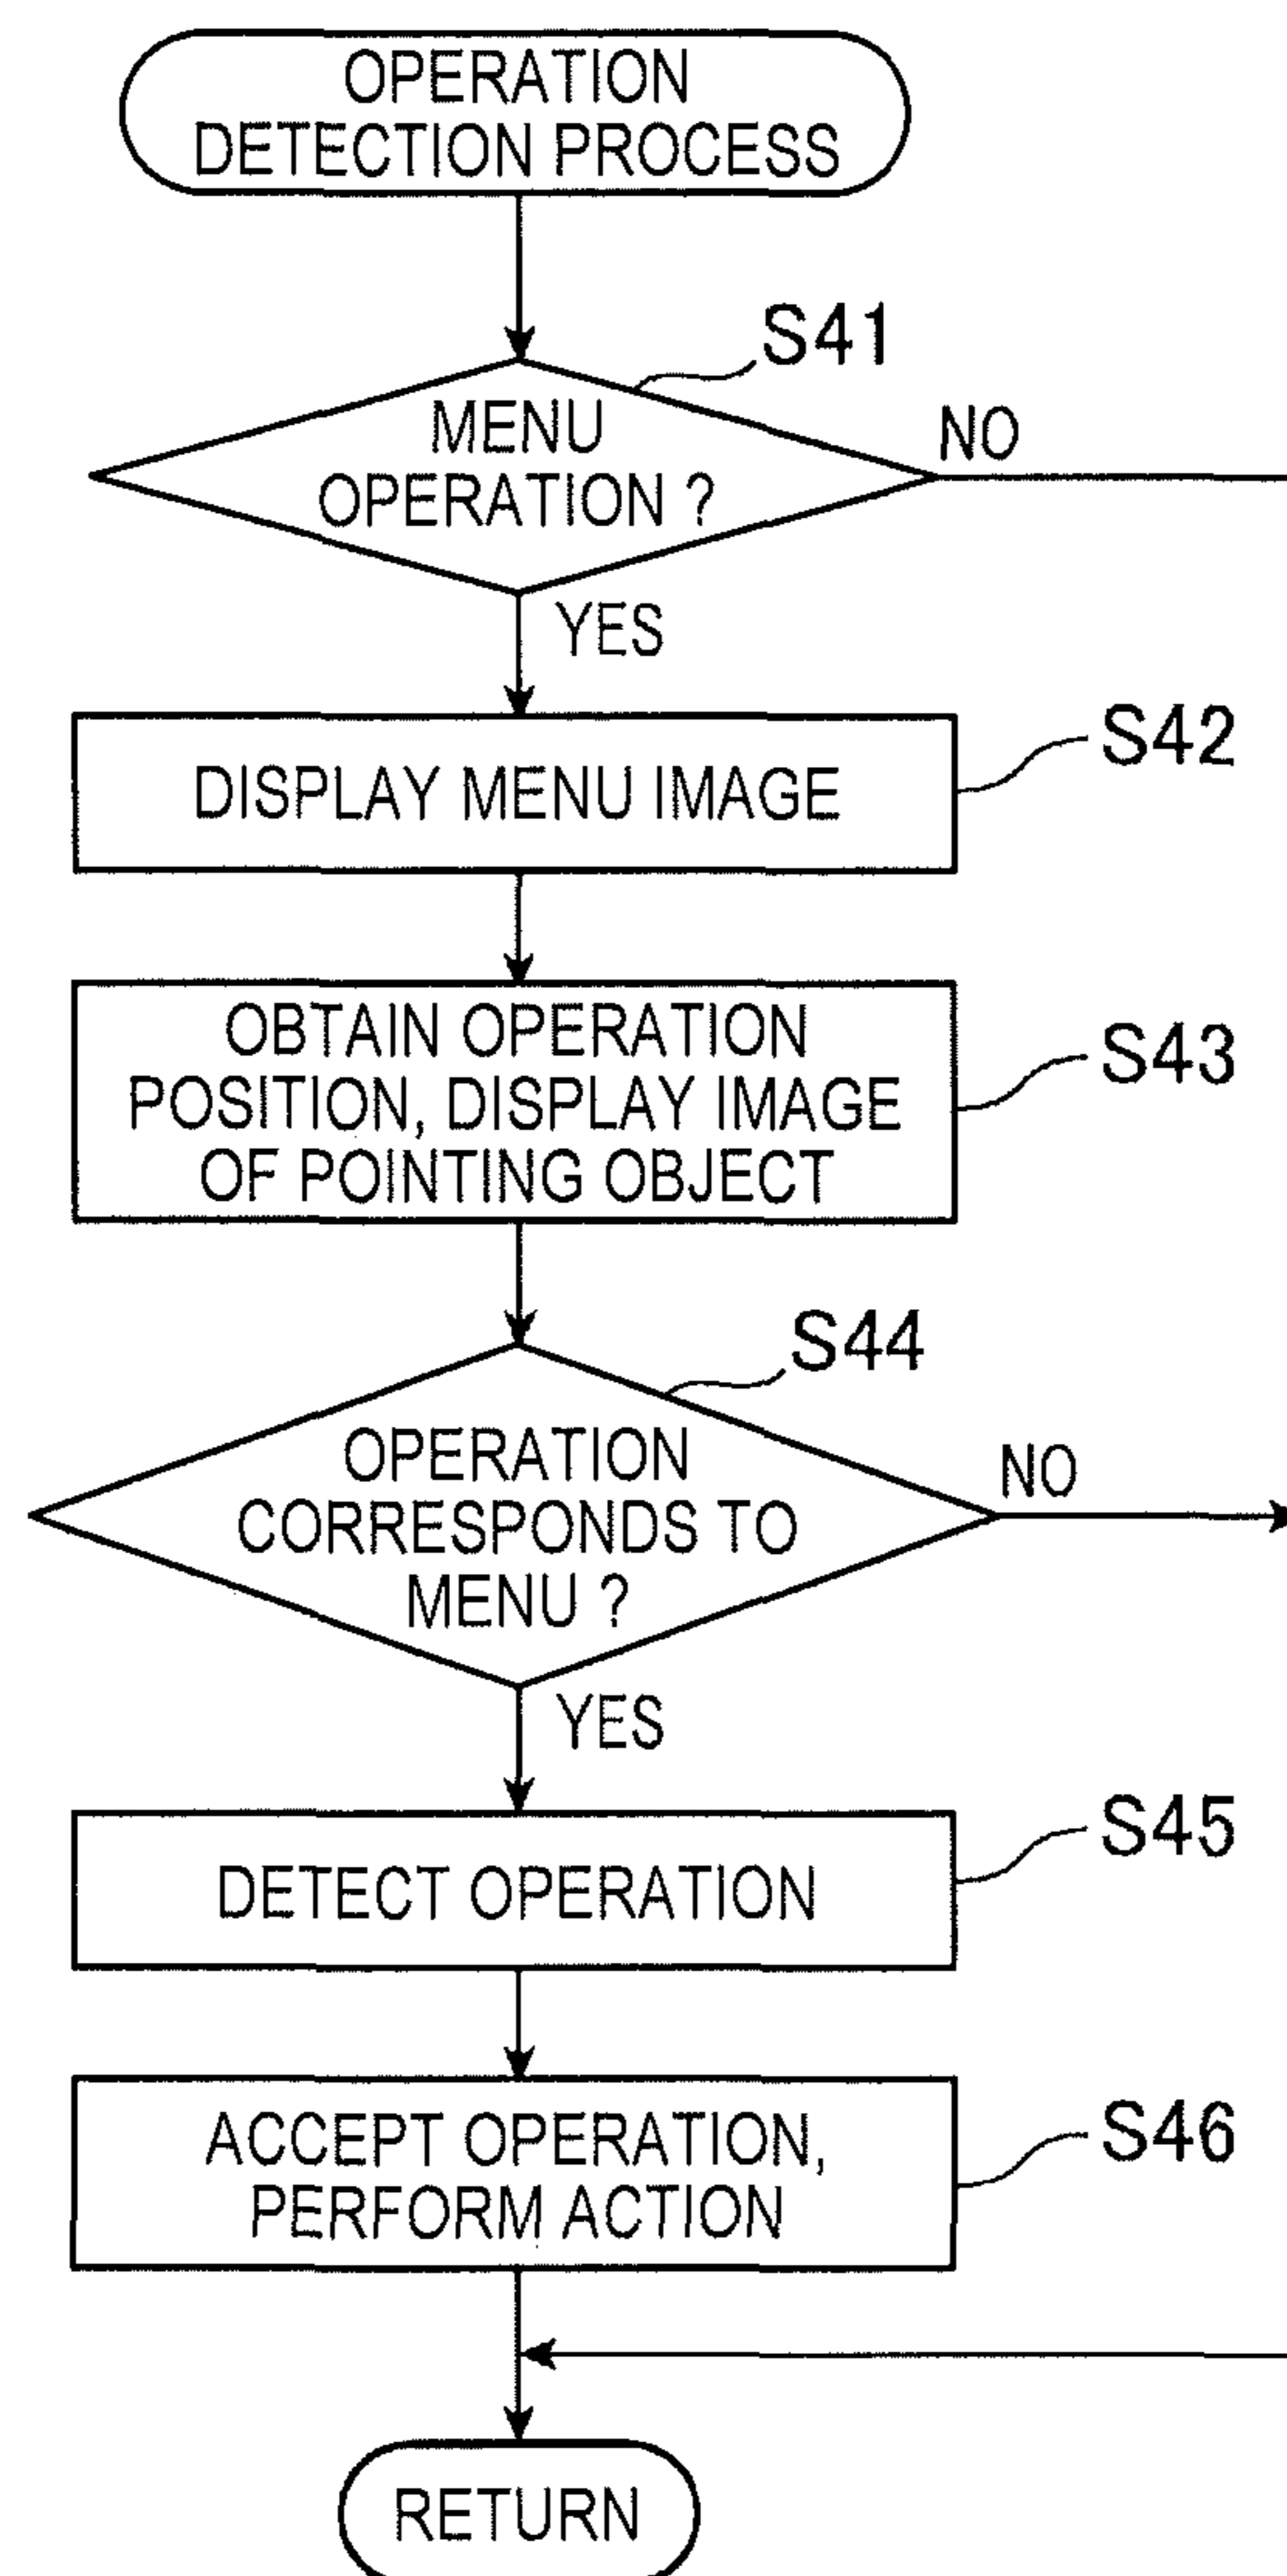 OPERATION
DETECTION PROCESS
S41
MENU
OPERATION ?
NO
YES
S42
DISPLAY MENU IMAGE
OBTAIN OPERATION
POSITION, DISPLAY IMAGE
OF POINTING OBJECT
S43
S44
OPERATION
CORRESPONDS TO
MENU ?
NO
YES
S45
DETECT OPERATION
ACCEPT OPERATION,
PERFORM ACTION
S46
RETURN